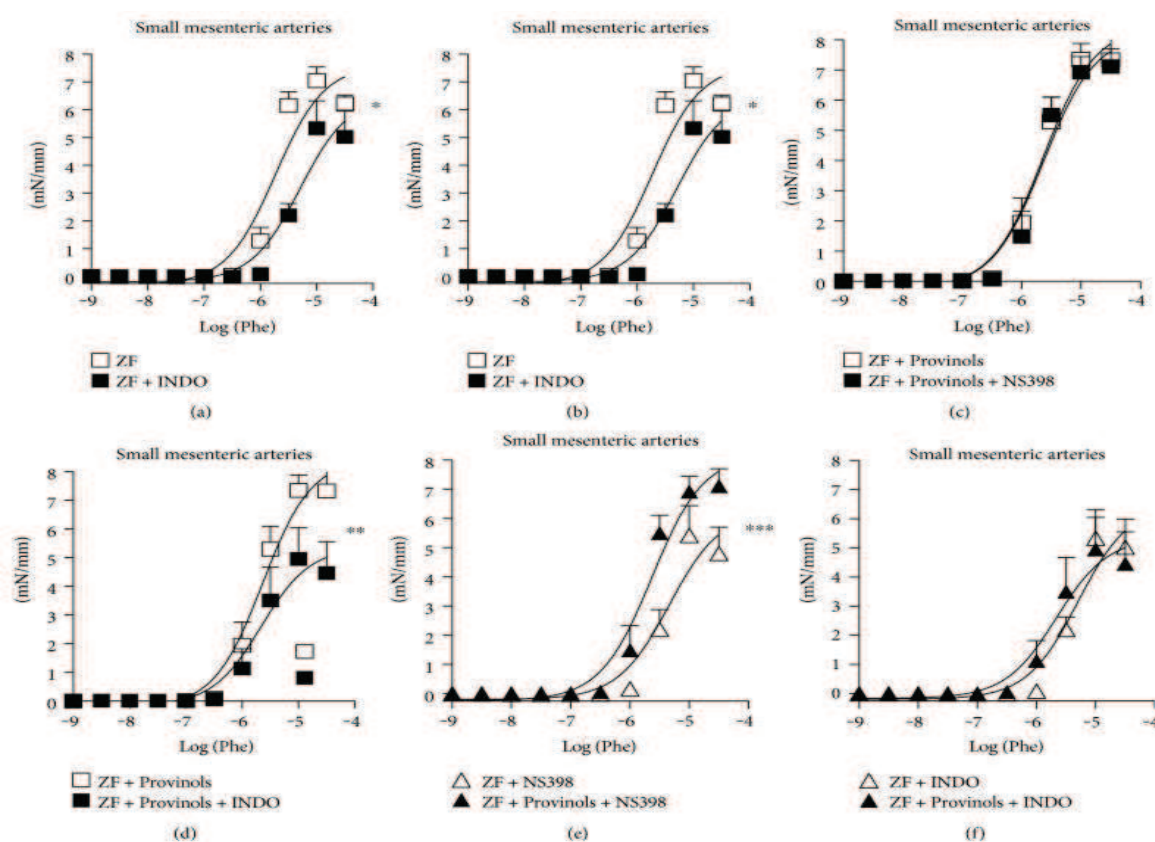 Small mesenteric arteries
8
7
6
5
4
3
2
1
0
(mN/mm)
*
-9 -8 -7 -6 -5 -4
Log (Phe)
ZF
ZF + INDO
(a)
Small mesenteric arteries
8
7
6
5
4
3
2
1
0
(mN/mm)
*
-9 -8 -7 -6 -5 -4
Log (Phe)
ZF
ZF + INDO
(b)
Small mesenteric arteries
8
7
6
5
4
3
2
1
0
(mN/mm)
-9 -8 -7 -6 -5 -4
Log (Phe)
ZF + Provinols
ZF + Provinols + NS398
(c)
Small mesenteric arteries
8
7
6
5
4
3
2
1
0
(mN/mm)
**
-9 -8 -7 -6 -5 -4
Log (Phe)
ZF + Provinols
ZF + Provinols + INDO
(d)
Small mesenteric arteries
8
7
6
5
4
3
2
1
0
(mN/mm)
***
-9 -8 -7 -6 -5 -4
Log (Phe)
ZF + NS398
ZF + Provinols + NS398
(e)
Small mesenteric arteries
8
7
6
5
4
3
2
1
0
(mN/mm)
-9 -8 -7 -6 -5 -4
Log (Phe)
ZF + INDO
ZF + Provinols + INDO
(f)